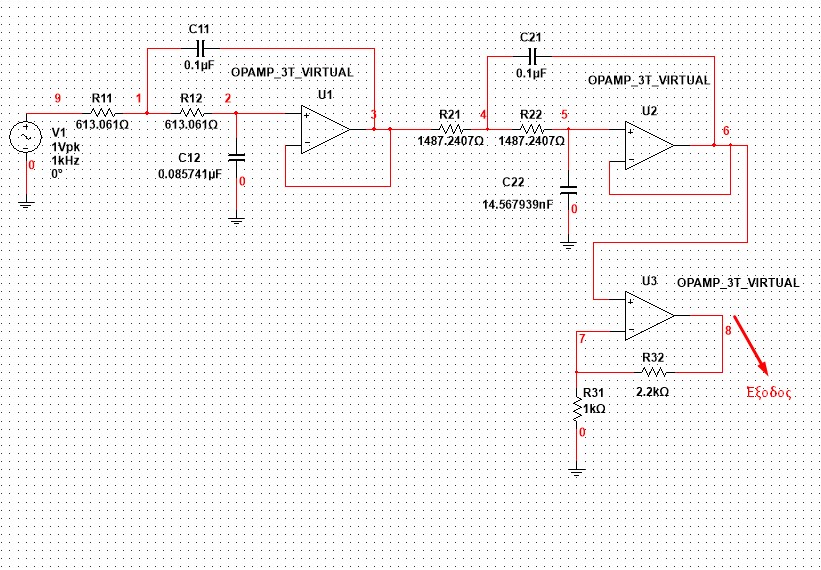 C11
0.1µF
OPAMP_3T_VIRTUAL
U1
9
R11
613.061Ω
1
R12
613.061Ω
2
3
V1
1Vpk
1kHz
0°
0
C12
0.085741µF
0
C21
0.1µF
OPAMP_3T_VIRTUAL
U2
R21
1487.2407Ω
4
R22
1487.2407Ω
5
6
C22
14.567939nF
0
U3
OPAMP_3T_VIRTUAL
7
8
R32
2.2kΩ
R31
1kΩ
0
Έξοδος